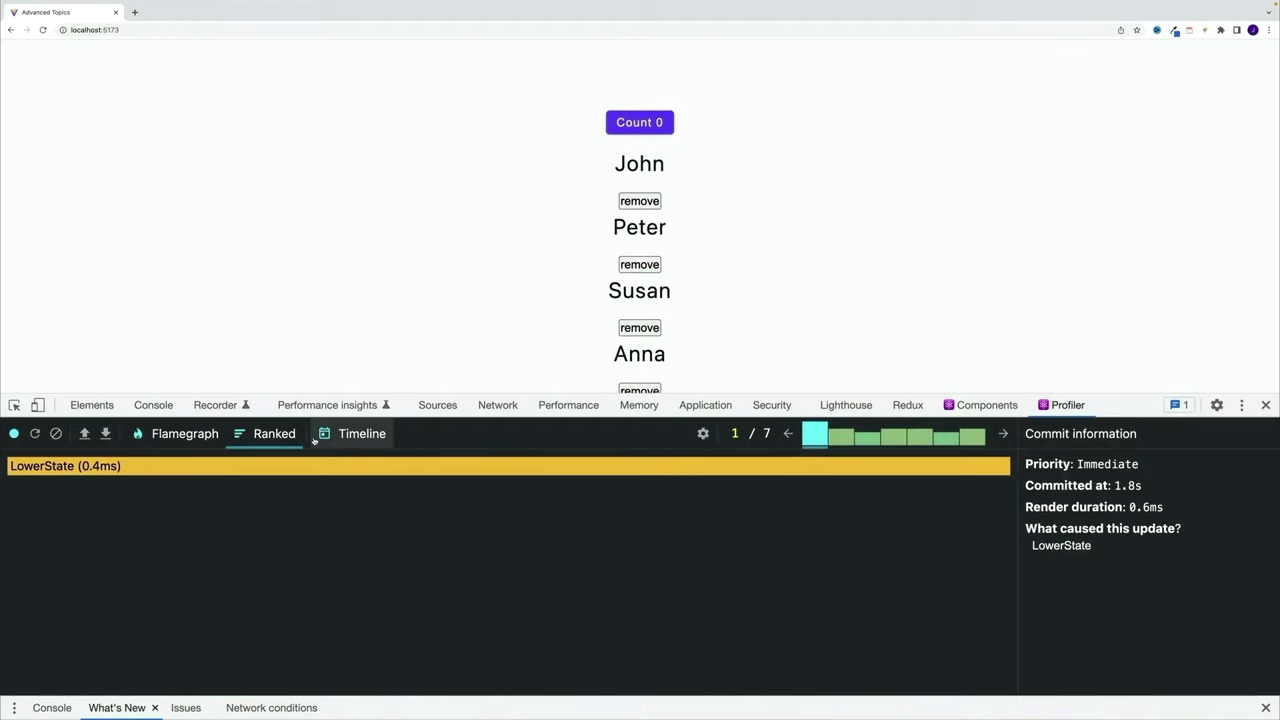 Advanced Topics
localhost:5173
Count 0
John
remove
Peter
remove
Susan
remove
Anna
remove
Elements Console Recorder Performance insights Sources Network Performance Memory Application Security Lighthouse Redux Components Profiler 1
Flamegraph Ranked Timeline 1 / 7 Commit information
LowerState (0.4ms)
Priority: Immediate
Committed at: 1.8s
Render duration: 0.6ms
What caused this update?
LowerState
Console What's New Issues Network conditions